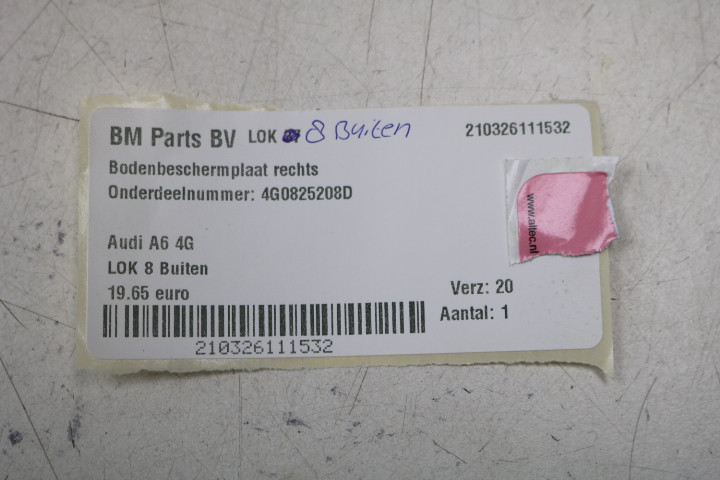 BM Parts BV LOK 8 Buiten 210326111532
Bodenbeschermplaat rechts
Onderdeelnummer: 4G0825208D
www.aitec.nl
Audi A6 4G
LOK 8 Buiten
19.65 euro Verz: 20
Aantal: 1
210326111532